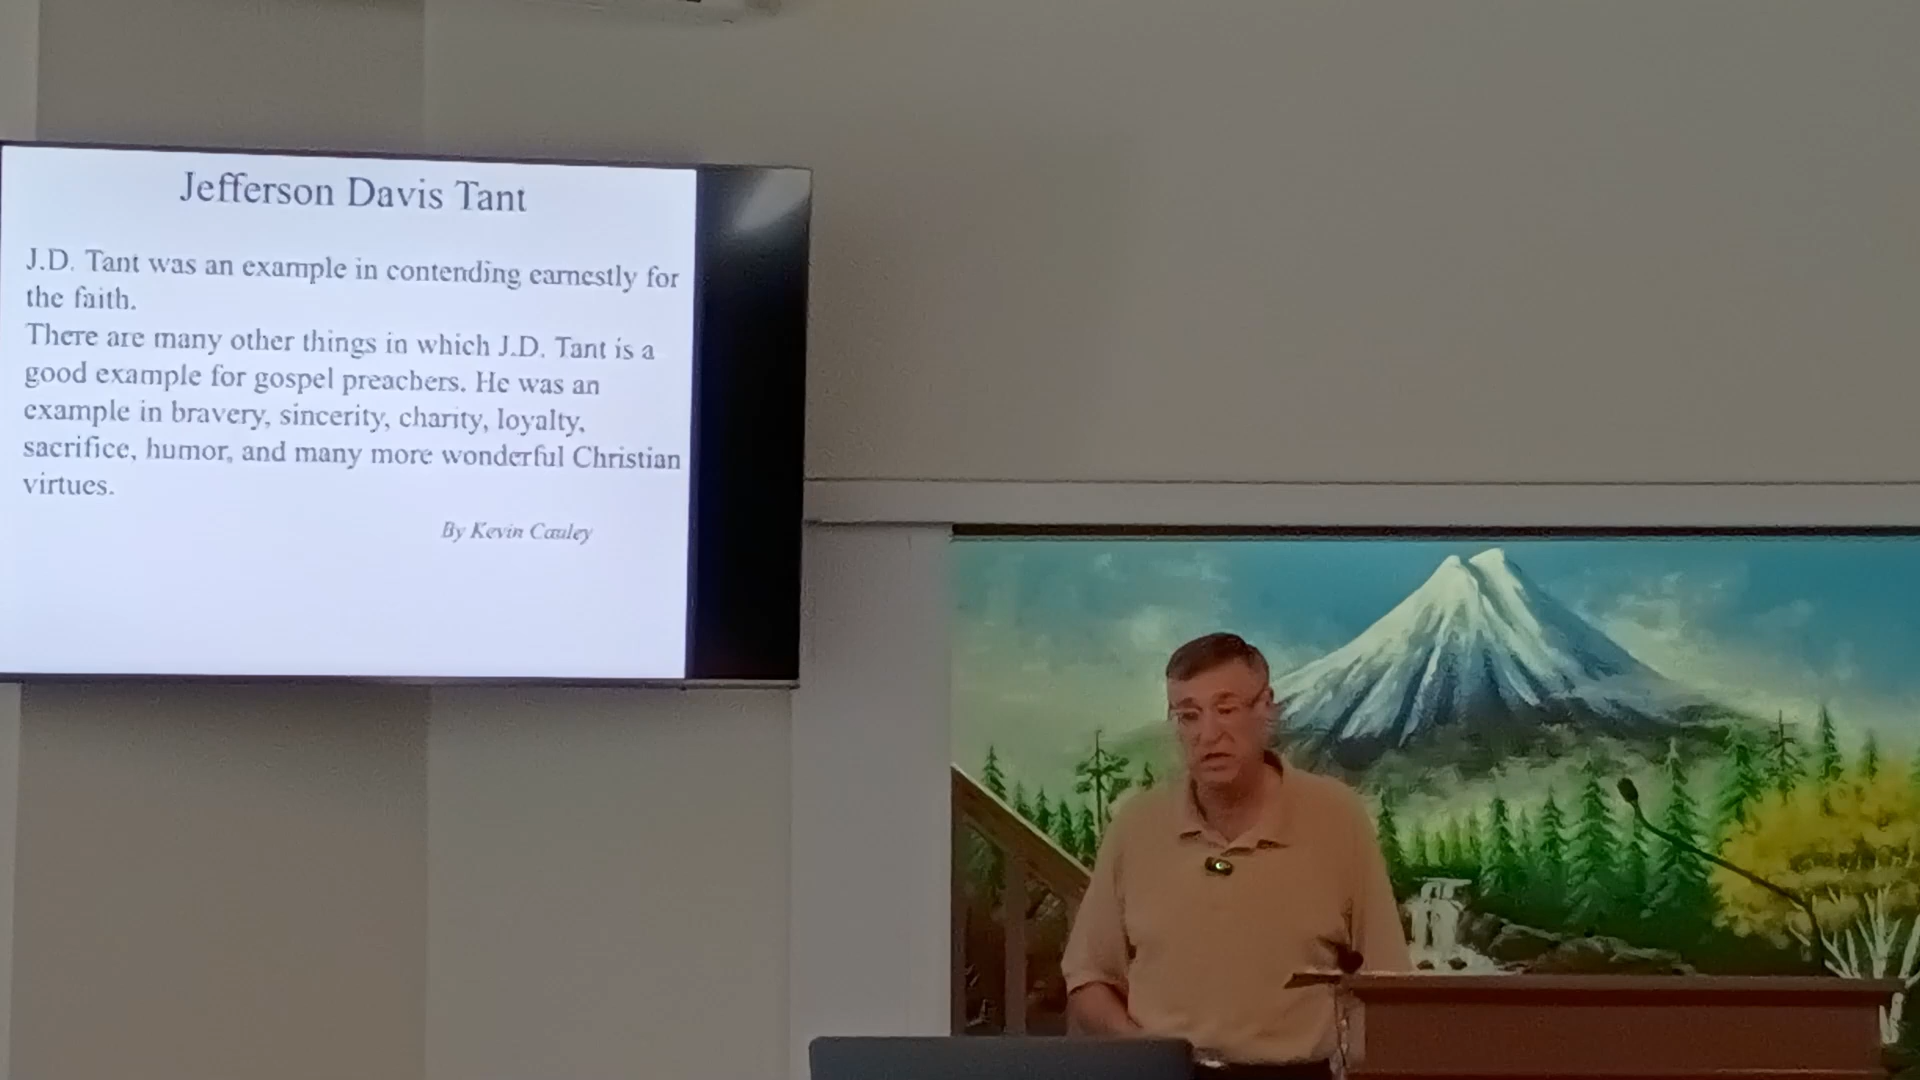 Jefferson Davis Tant
J.D. Tant was an example in contending earnestly for
the faith.
There are many other things in which J.D. Tant is a
good example for gospel preachers. He was an
example in bravery, sincerity, charity, loyalty,
sacrifice, humor, and many more wonderful Christian
virtues.
By Kevin Cauley